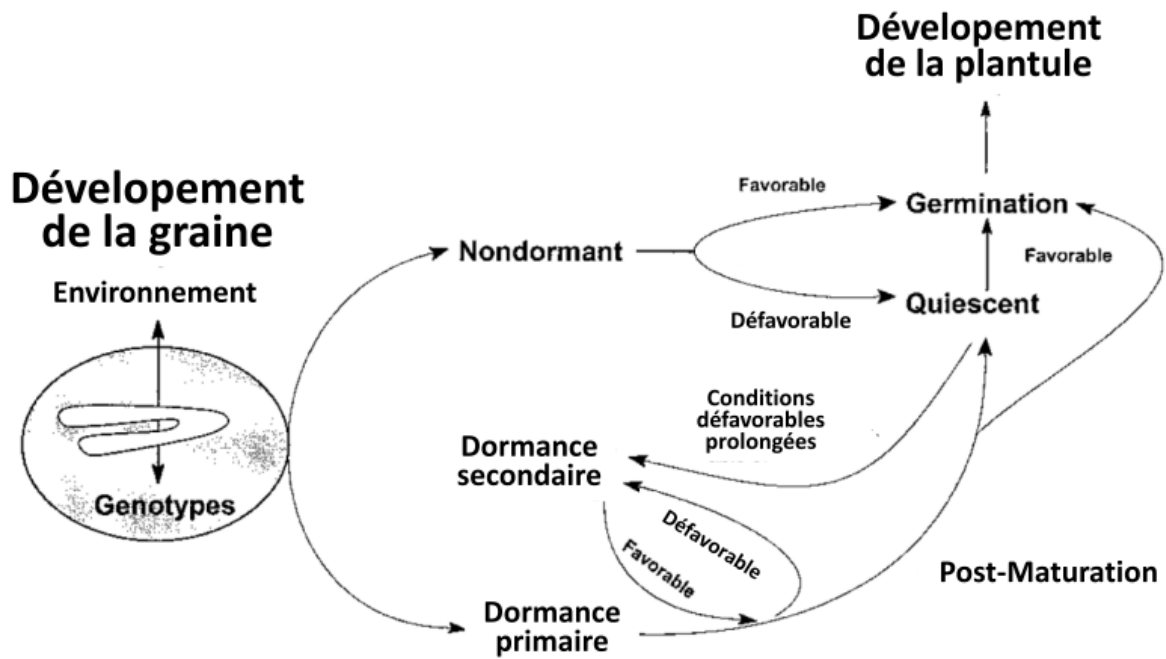 Dévelopement
de la plantule
Dévelopement
de la graine
Environnement
Genotypes
Nondormant
Favorable
Germination
Favorable
Défavorable
Quiescent
Conditions
défavorables
prolongées
Dormance
secondaire
Défavorable
Favorable
Post-Maturation
Dormance
primaire